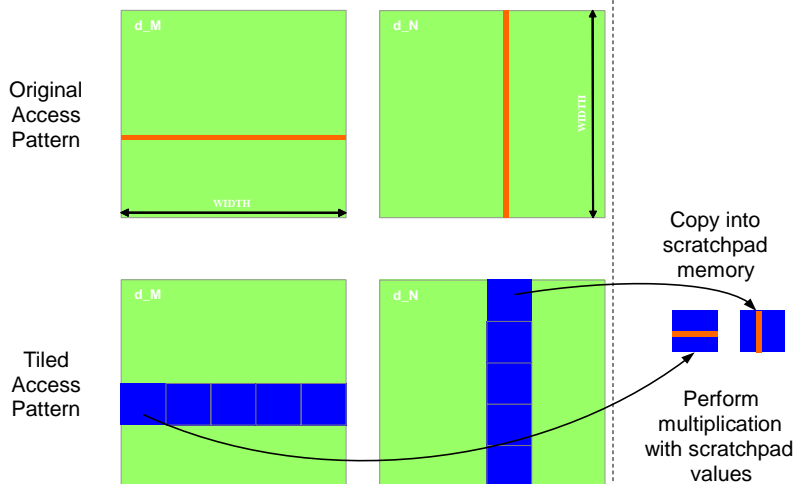 d_M
d_N
Original
Access
Pattern
WIDTH
WIDTH
Copy into
scratchpad
memory
d_M
d_N
Tiled
Access
Pattern
Perform
multiplication
with scratchpad
values